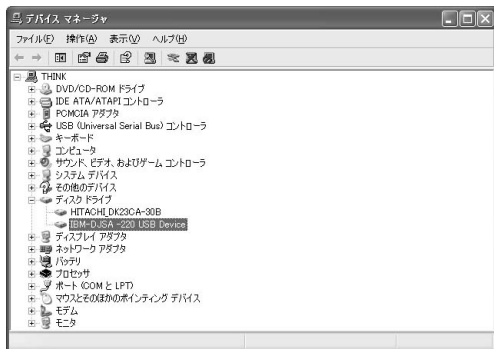 デバイス マネージャ
ファイル(F) 操作(A) 表示(V) ヘルプ(H)
THINK
DVD/CD-ROM ドライブ
IDE ATA/ATAPI コントローラ
PCMCIA アダプタ
USB (Universal Serial Bus) コントローラ
キーボード
コンピュータ
サウンド、ビデオ、およびゲーム コントローラ
システム デバイス
その他のデバイス
ディスク ドライブ
HITACHI_DK23CA-30B
IBM-DJSA -220 USB Device
ディスプレイ アダプタ
ネットワーク アダプタ
バッテリ
プロセッサ
ポート (COM と LPT)
マウスとそのほかのポインティング デバイス
モデム
モニタ